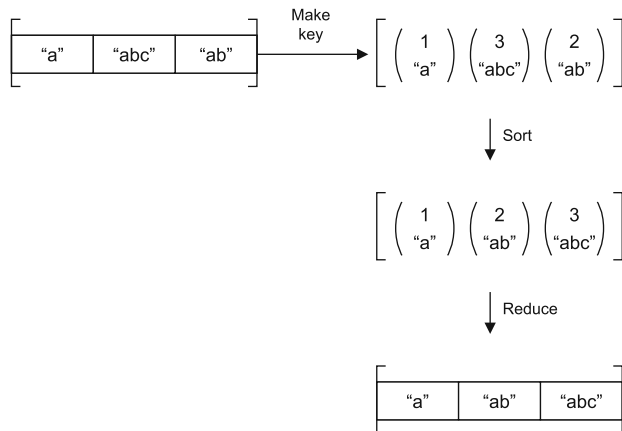 “a” “abc” “ab”
Make
key
1 3 2
“a” “abc” “ab”
Sort
1 2 3
“a” “ab” “abc”
Reduce
“a” “ab” “abc”